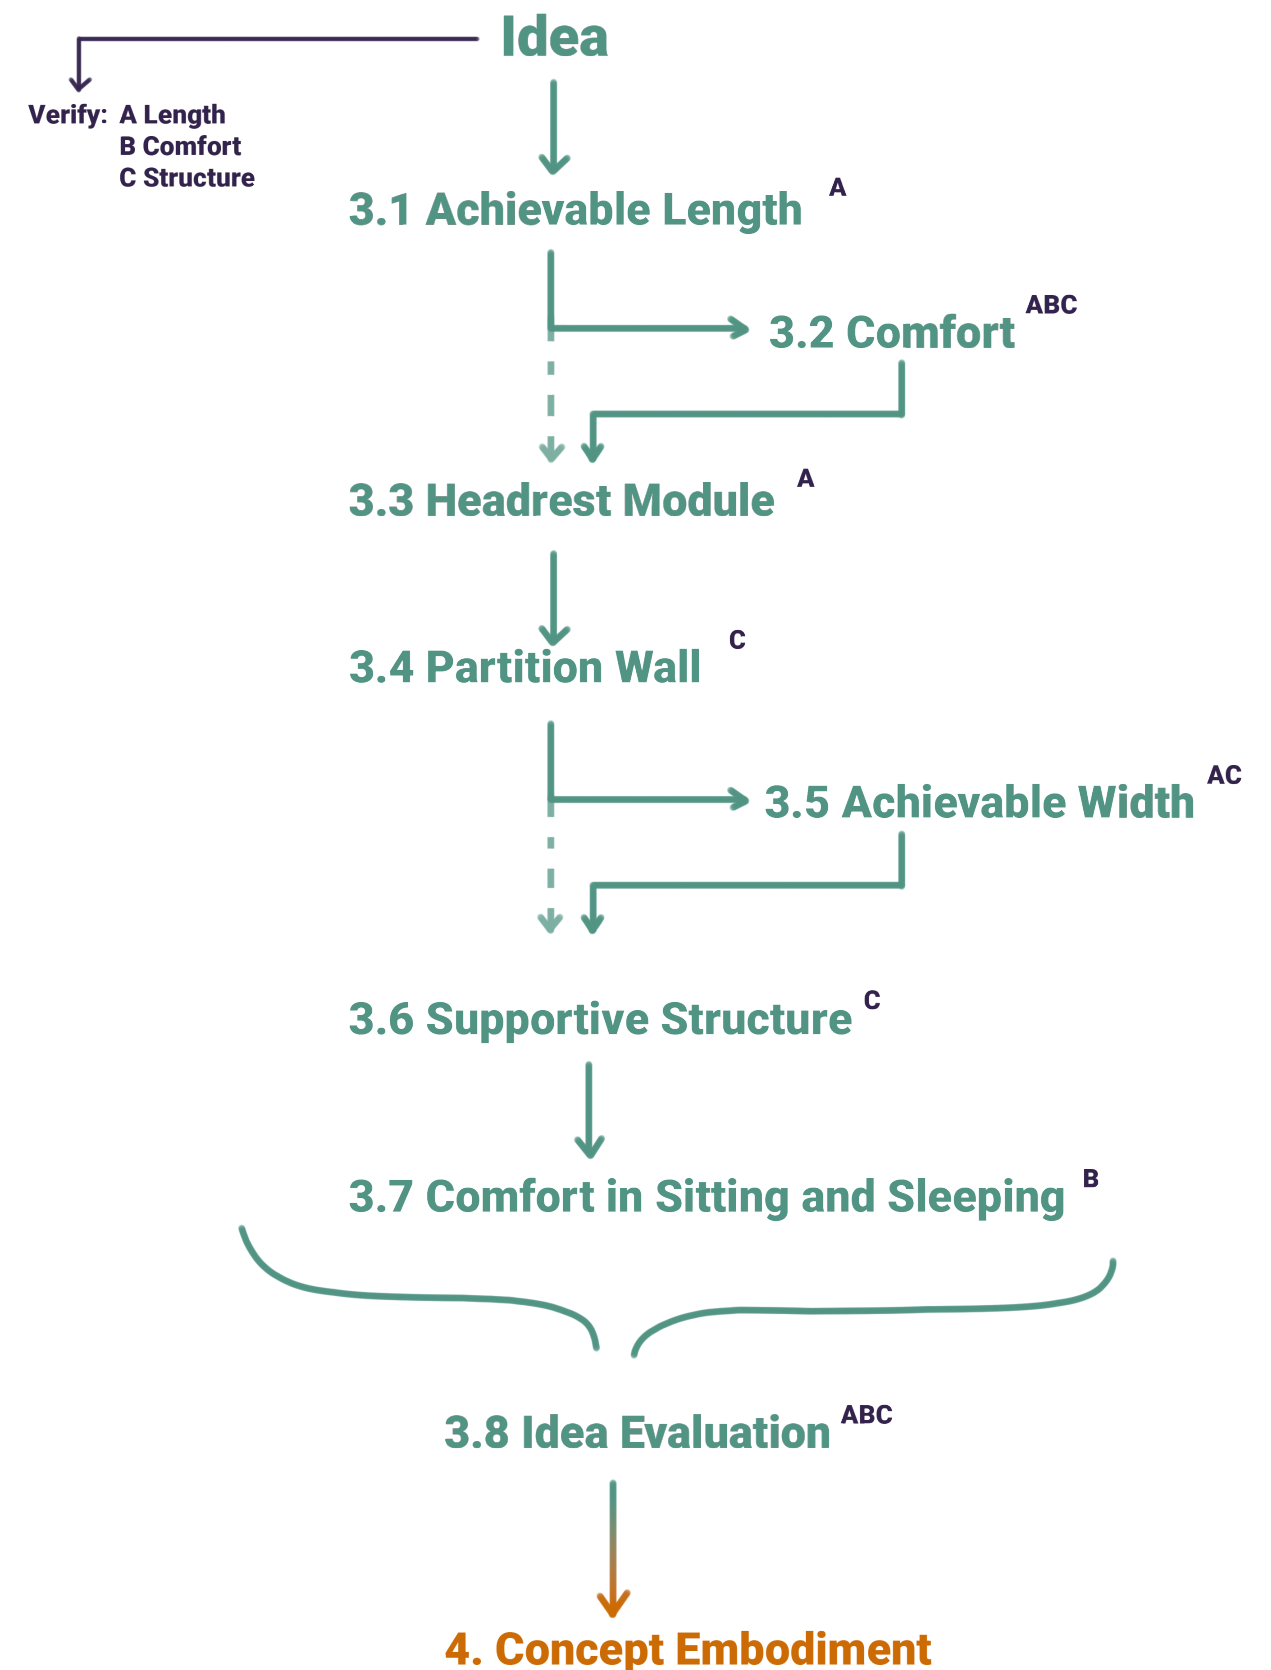 Idea
Verify: A Length
B Comfort
C Structure
3.1 Achievable Length A
3.2 Comfort ABC
3.3 Headrest Module A
3.4 Partition Wall C
3.5 Achievable Width AC
3.6 Supportive Structure C
3.7 Comfort in Sitting and Sleeping B
3.8 Idea Evaluation ABC
4. Concept Embodiment